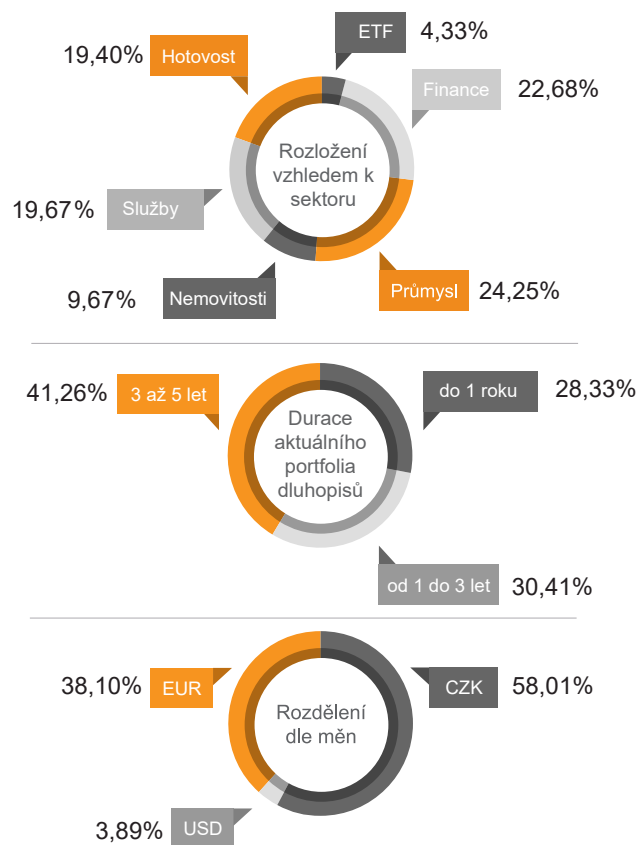 ETF 4,33%
19,40% Hotovost
Finance 22,68%
Rozložení
vzhledem k
sektoru
19,67% Služby
9,67% Nemovitosti
Průmysl 24,25%
41,26% 3 až 5 let
do 1 roku 28,33%
Durace
aktuálního
portfolia
dluhopisů
od 1 do 3 let 30,41%
38,10% EUR
CZK 58,01%
Rozdělení
dle měn
3,89% USD